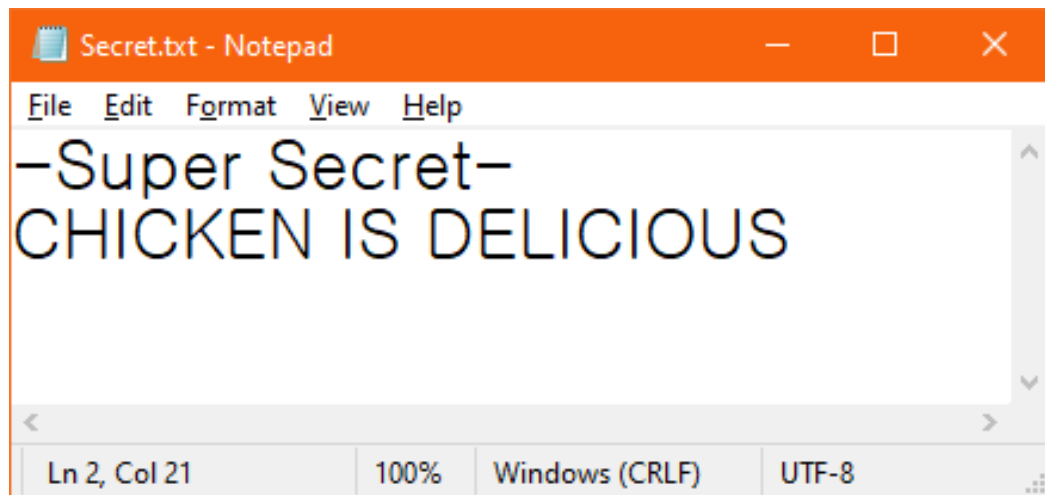 Secret.txt - Notepad
File Edit Format View Help
-Super Secret-
CHICKEN IS DELICIOUS
Ln 2, Col 21 100% Windows (CRLF) UTF-8